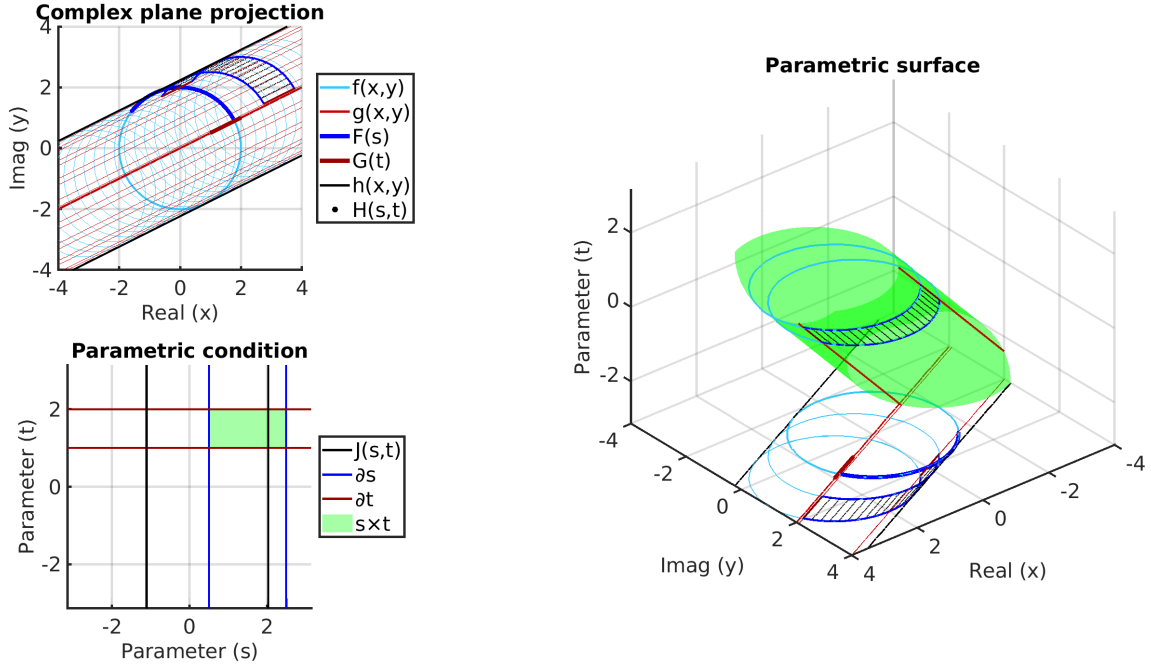 Complex plane projection
4
2
0
-2
-4
Imag (y)
-4
-2
0
2
4
Real (x)
f(x,y)
g(x,y)
F(s)
G(t)
h(x,y)
H(s,t)
Parametric condition
2
0
-2
Parameter (t)
-2
0
2
Parameter (s)
J(s,t)
∂s
∂t
s×t
Parametric surface
2
0
-2
Parameter (t)
-4
-2
0
2
4
Imag (y)
4
2
0
-2
-4
Real (x)